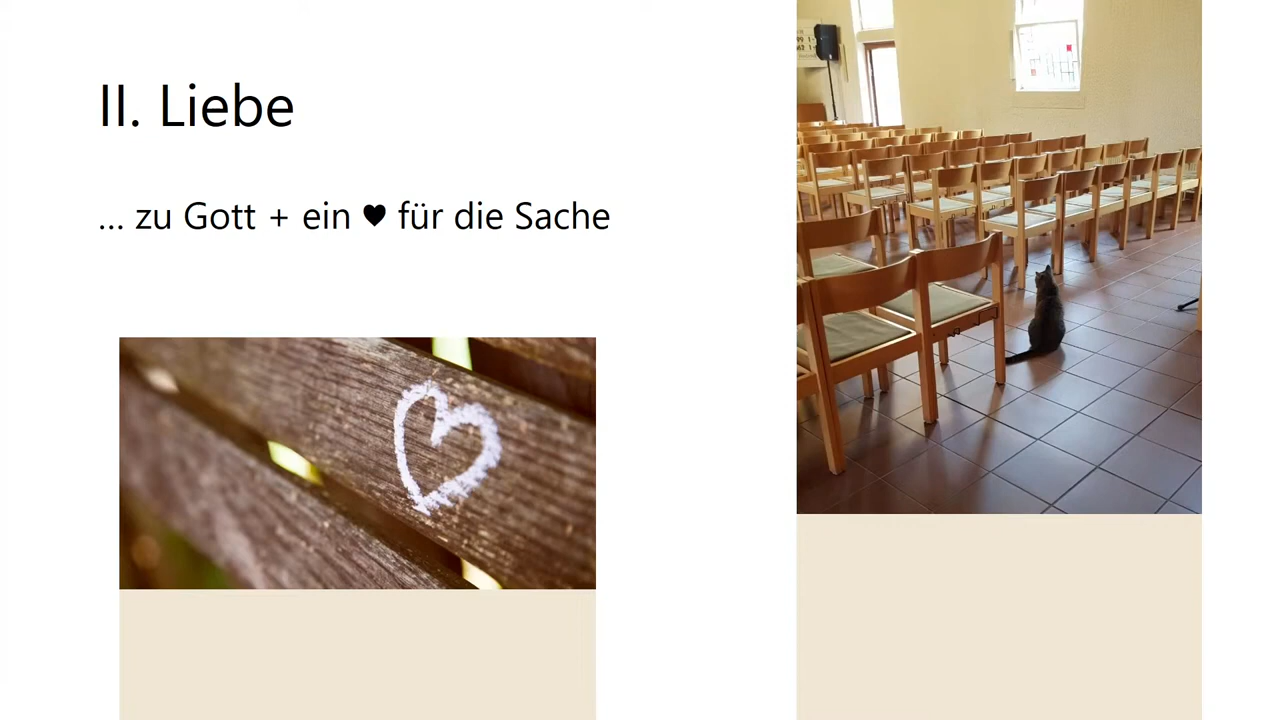 II. Liebe
... zu Gott + ein ♥ für die Sache